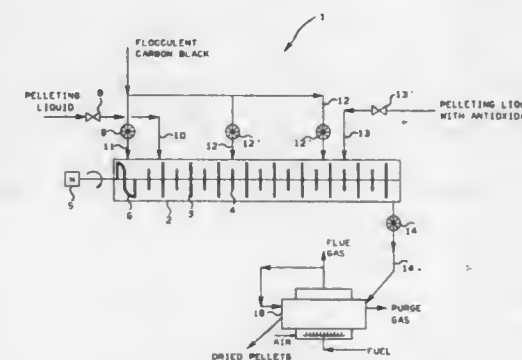 1
FLOCCULENT
CARBON BLACK
PELLETING
LIQUID
8
13'
PELLETING LIQ
WITH ANTIOXID
9
10
12'
12
12'
12
13
11
12
5
6
2
3
4
14
14
FLUE
GAS
18
PURGE
GAS
AIR
FUEL
DRIED PELLETS